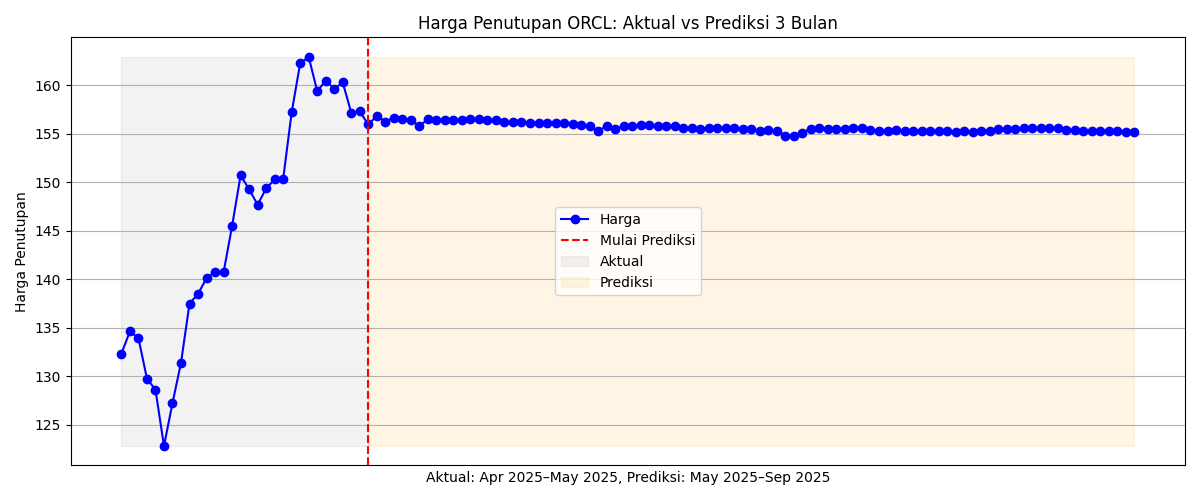 Harga Penutupan ORCL: Aktual vs Prediksi 3 Bulan
Harga Penutupan
160
155
150
145
140
135
130
125
Harga
Mulai Prediksi
Aktual
Prediksi
Aktual: Apr 2025–May 2025, Prediksi: May 2025–Sep 2025